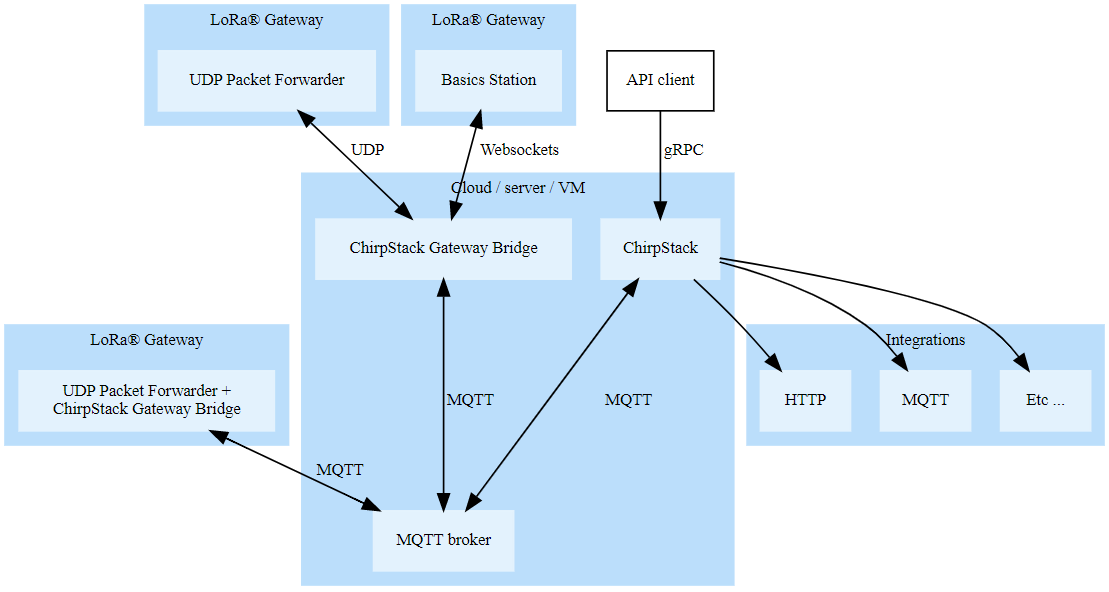 LoRa® Gateway
UDP Packet Forwarder
LoRa® Gateway
Basics Station
API client
UDP
Websockets
gRPC
Cloud / server / VM
ChirpStack Gateway Bridge
ChirpStack
LoRa® Gateway
UDP Packet Forwarder +
ChirpStack Gateway Bridge
Integrations
HTTP
MQTT
Etc ...
MQTT
MQTT
MQTT
MQTT broker